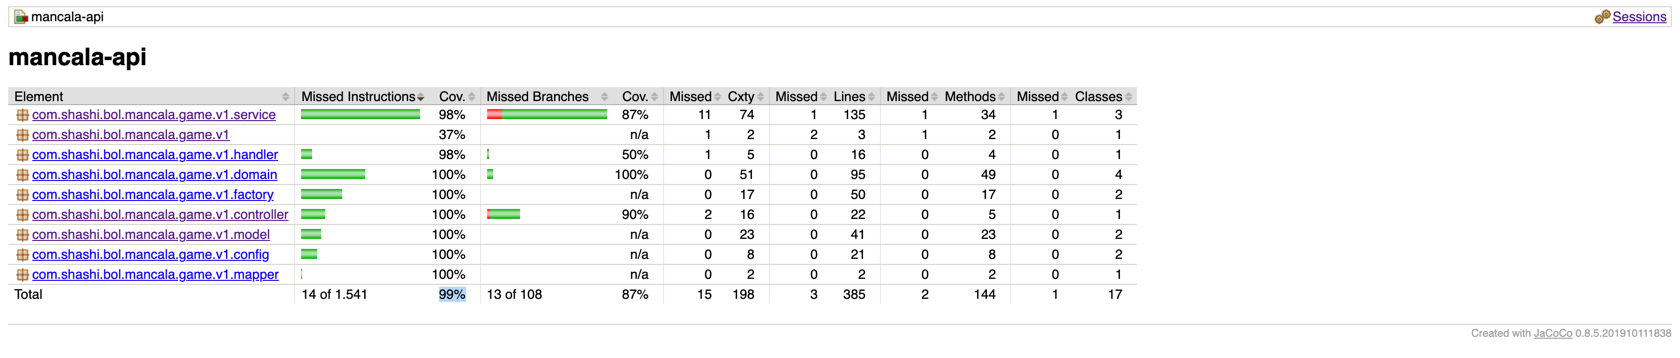 mancala-api Sessions
mancala-api
Element Missed Instructions Cov. Missed Branches Cov. Missed Cxty Missed Lines Missed Methods Missed Classes
com.shashi.bol.mancala.game.v1.service 98% 87% 11 74 1 135 1 34 1 3
com.shashi.bol.mancala.game.v1 37% n/a 1 2 2 3 1 2 0 1
com.shashi.bol.mancala.game.v1.handler 98% 50% 1 5 0 16 0 4 0 1
com.shashi.bol.mancala.game.v1.domain 100% 100% 0 51 0 95 0 49 0 4
com.shashi.bol.mancala.game.v1.factory 100% n/a 0 17 0 50 0 17 0 2
com.shashi.bol.mancala.game.v1.controller 100% 90% 2 16 0 22 0 5 0 1
com.shashi.bol.mancala.game.v1.model 100% n/a 0 23 0 41 0 23 0 2
com.shashi.bol.mancala.game.v1.config 100% n/a 0 8 0 21 0 8 0 2
com.shashi.bol.mancala.game.v1.mapper 100% n/a 0 2 0 2 0 2 0 1
Total 14 of 1.541 99% 13 of 108 87% 15 198 3 385 2 144 1 17
Created with JaCoCo 0.8.5.201910111838